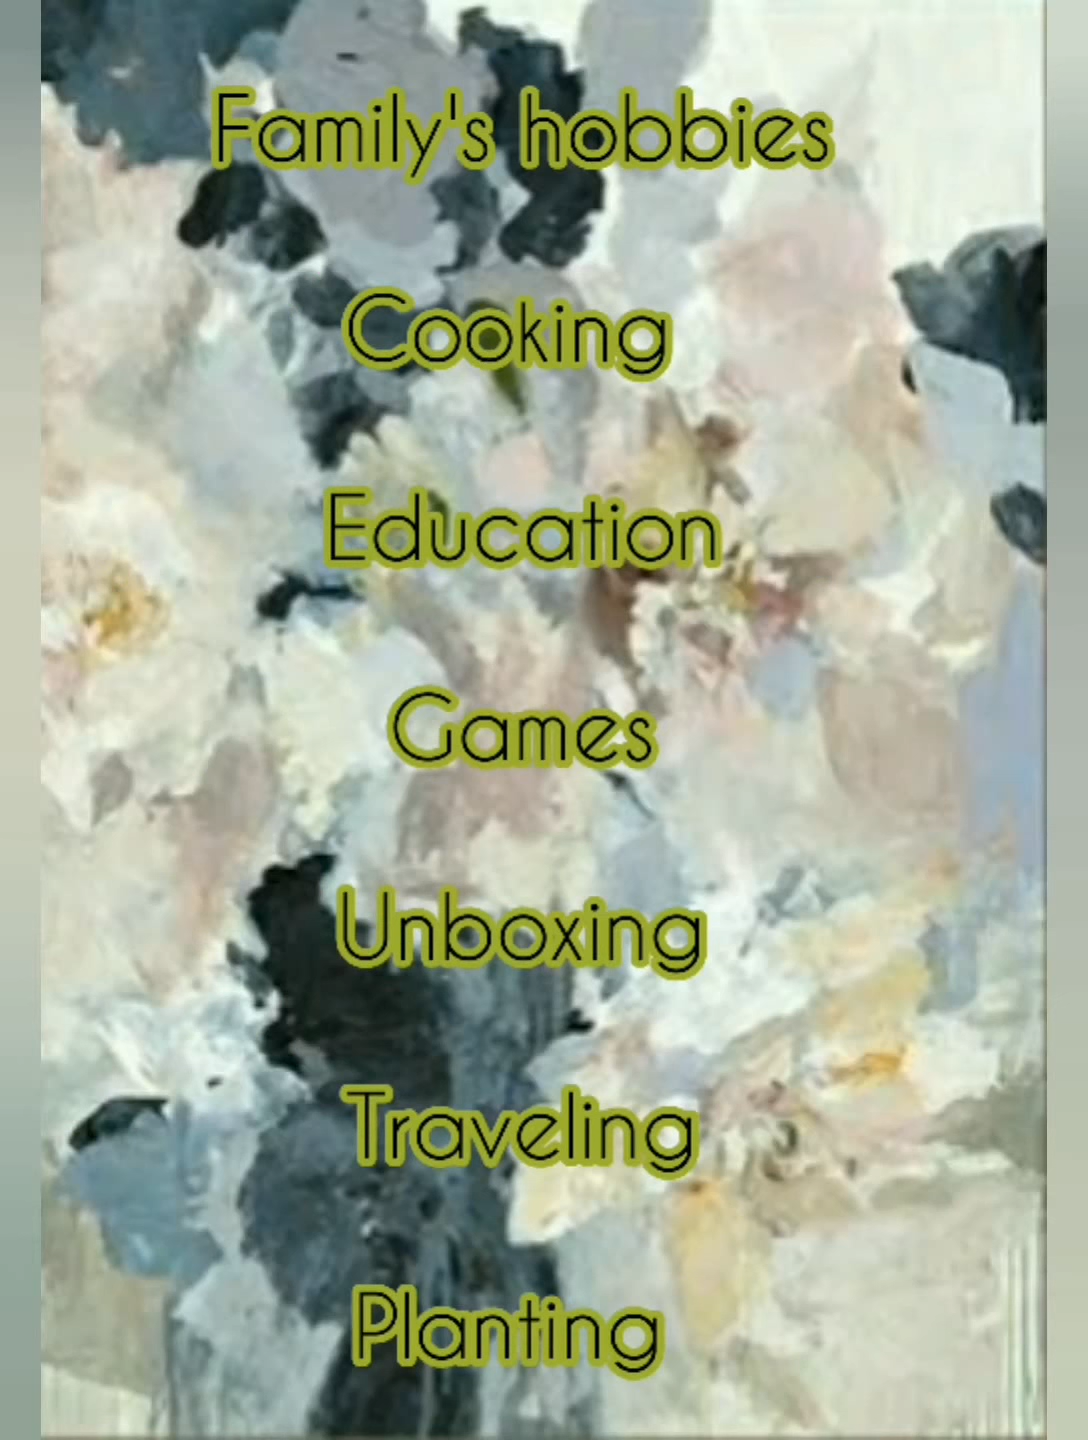 Family's hobbies
Cooking
Education
Games
Unboxing
Traveling
Planting